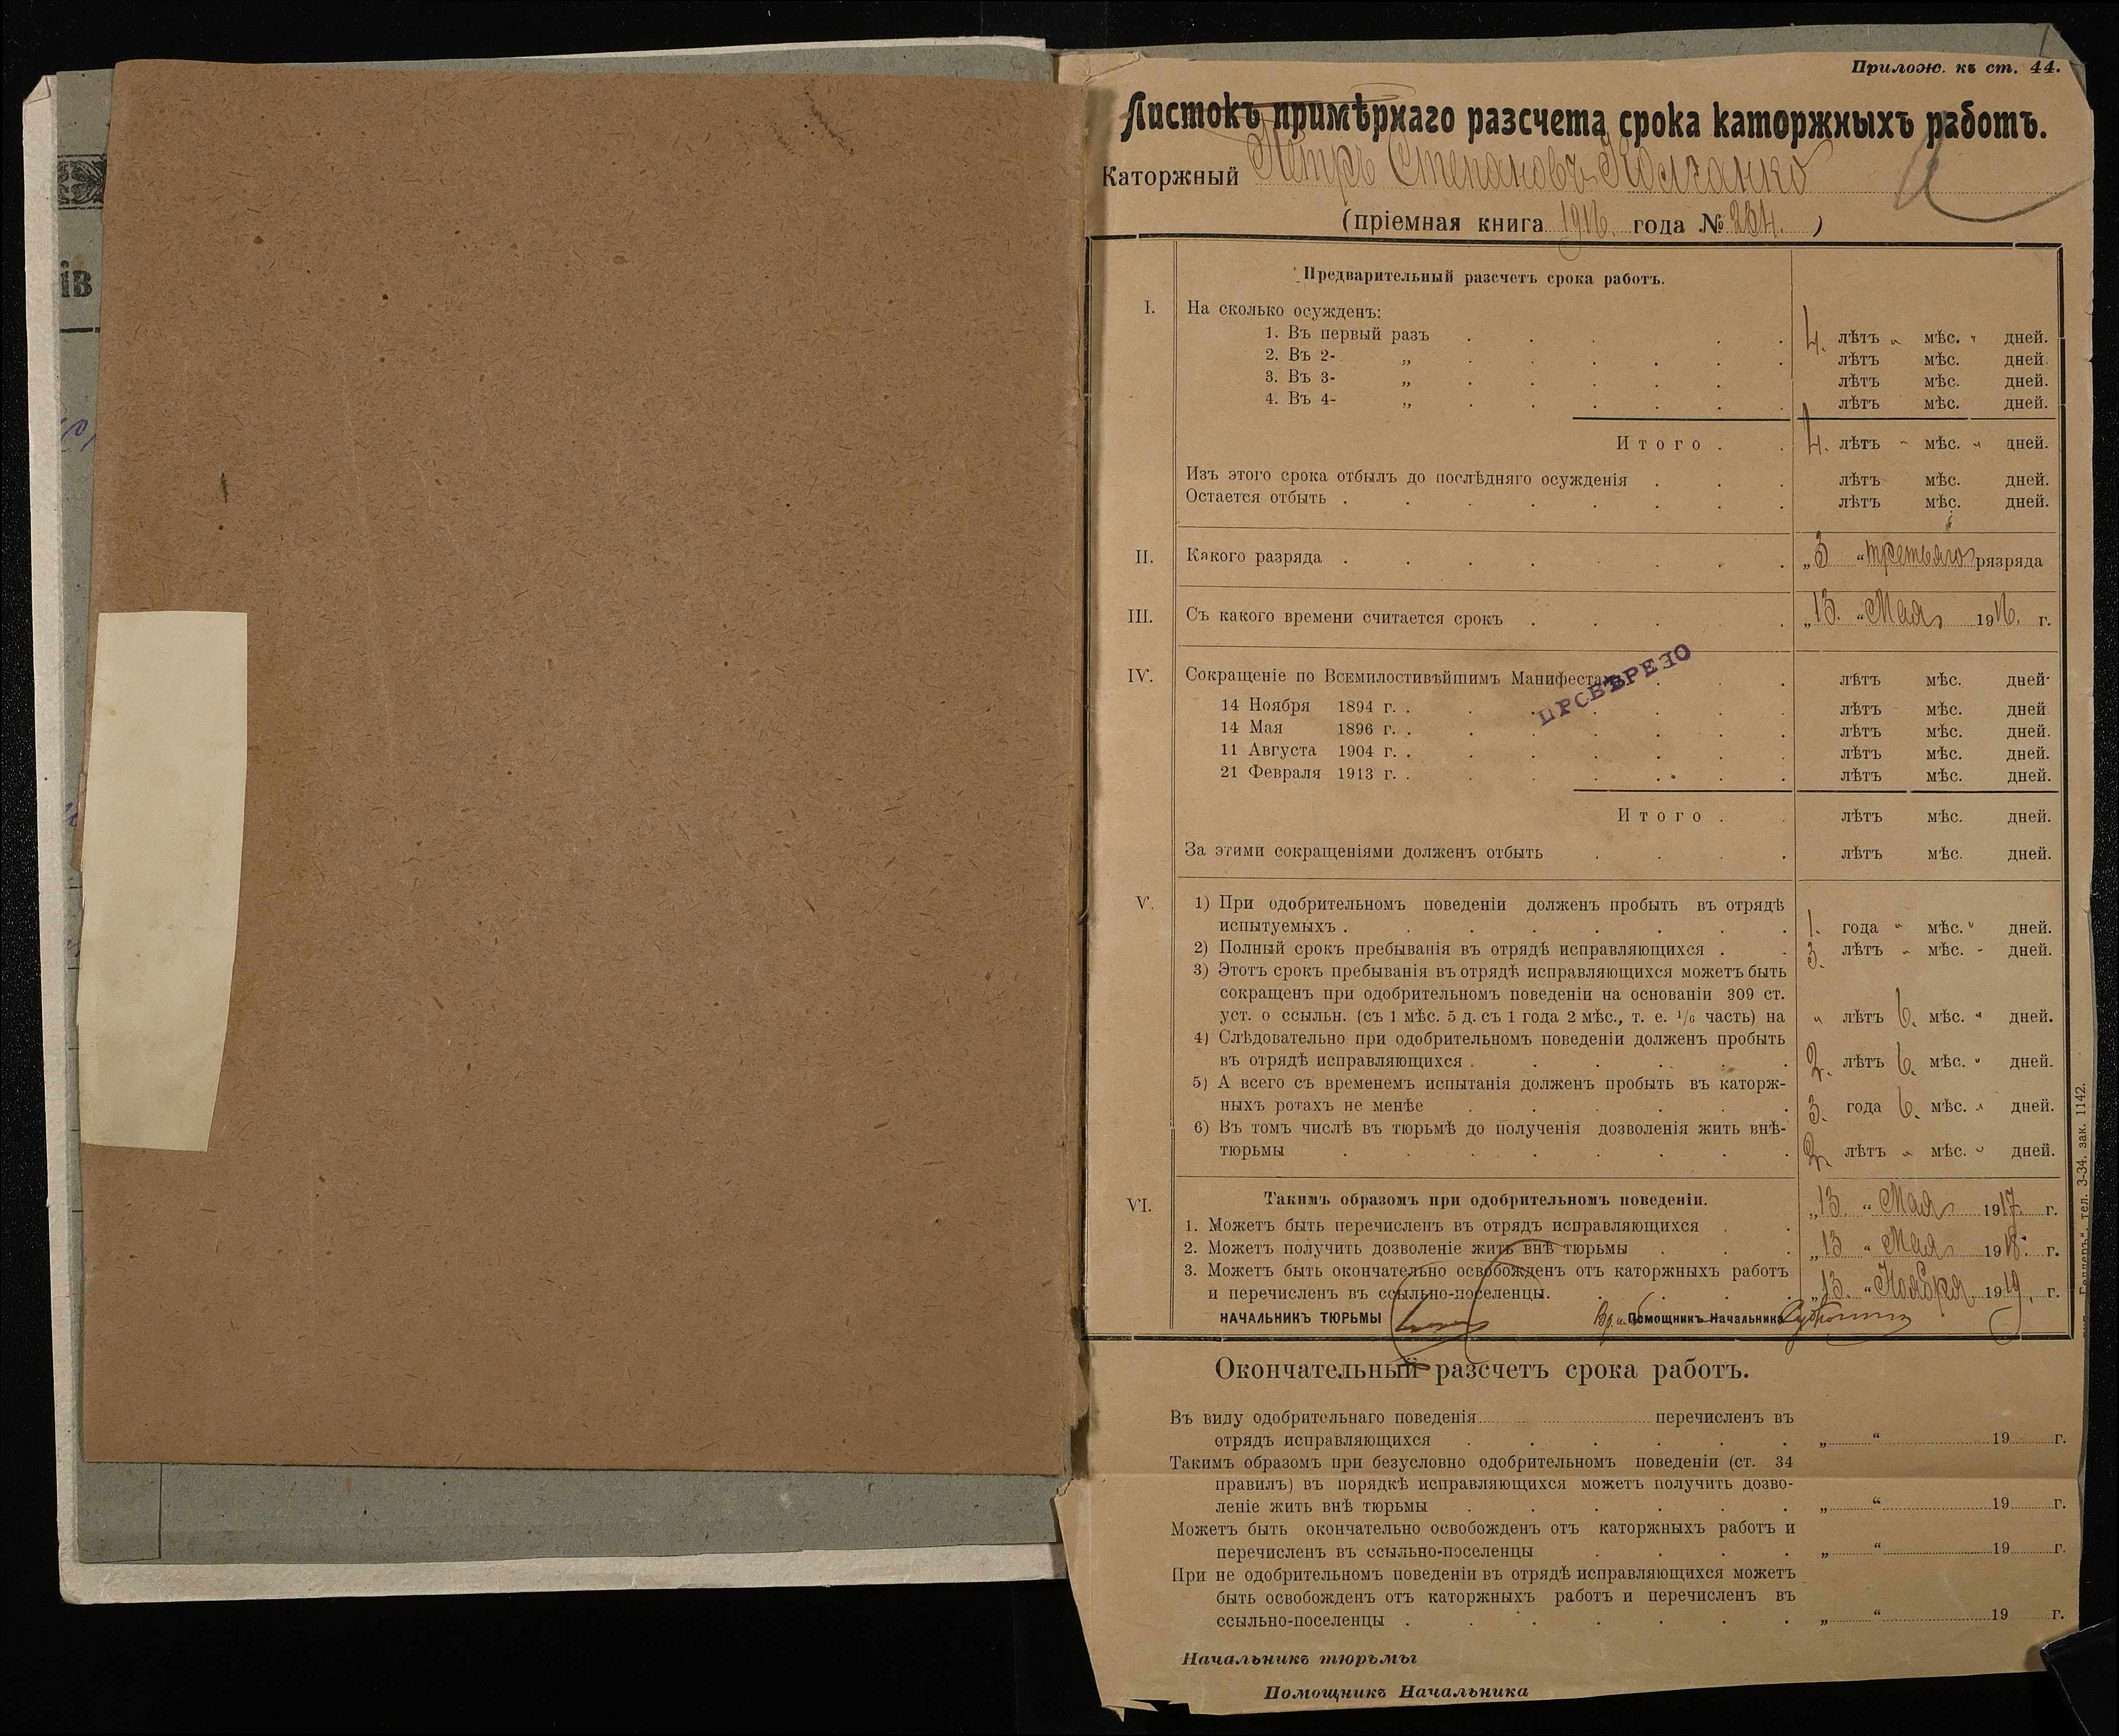 ів
Прилож. къ ст. 44.
Листокъ примѣрнаго разсчета срока каторжныхъ работъ.
Каторжный Петръ Степановъ
(пріемная книга 1916. года № 234. )
Предварительный разсчетъ срока работъ.
I. На сколько осужденъ:
1. Въ первый разъ . . . . . . 4. лѣтъ " мѣс. " дней.
2. Въ 2- „ . . . . . лѣтъ мѣс. дней.
3. Въ 3- „ . . . . . лѣтъ мѣс. дней.
4. Въ 4- „ . . . . . лѣтъ мѣс. дней.
Итого . . 4. лѣтъ " мѣс. " дней.
Изъ этого срока отбылъ до послѣдняго осужденія . . . лѣтъ мѣс. дней.
Остается отбыть . . . . . . . . лѣтъ мѣс. дней.
II. Какого разряда . . . . . . . . „3 “ третьяго разряда
III. Съ какого времени считается срокъ . . . . . „13. “ Мая 1916. г.
IV. Сокращеніе по Всемилостивѣйшимъ Манифестамъ . . . лѣтъ мѣс. дней.
ПРОВѢРЕНО
14 Ноября 1894 г. . . . . . . . лѣтъ мѣс. дней.
14 Мая 1896 г. . . . . . . . лѣтъ мѣс. дней.
11 Августа 1904 г. . . . . . . . лѣтъ мѣс. дней.
21 Февраля 1913 г. . . . . . . . лѣтъ мѣс. дней.
Итого . . лѣтъ мѣс. дней.
За этими сокращеніями долженъ отбыть . . . . лѣтъ мѣс. дней.
V. 1) При одобрительномъ поведеніи долженъ пробыть въ отрядѣ
испытуемыхъ . . . . . . . . 1. года " мѣс. " дней.
2) Полный срокъ пребыванія въ отрядѣ исправляющихся . . 3. лѣтъ " мѣс. " дней.
3) Этотъ срокъ пребыванія въ отрядѣ исправляющихся можетъ быть
сокращенъ при одобрительномъ поведеніи на основаніи 309 ст.
уст. о ссыльн. (съ 1 мѣс. 5 д. съ 1 года 2 мѣс., т. е. 1/6 часть) на " лѣтъ 6. мѣс. " дней.
4) Слѣдовательно при одобрительномъ поведеніи долженъ пробыть
въ отрядѣ исправляющихся . . . . . . 2. лѣтъ 6. мѣс. " дней.
5) А всего съ временемъ испытанія долженъ пробыть въ каторж-
ныхъ ротахъ не менѣе . . . . . . 3. года 6. мѣс. " дней.
6) Въ томъ числѣ въ тюрьмѣ до полученія дозволенія жить внѣ-
тюрьмы . . . . . . . . 2. лѣтъ " мѣс. " дней.
VI. Такимъ образомъ при одобрительномъ поведеніи.
1. Можетъ быть перечисленъ въ отрядъ исправляющихся . . „13. “ Мая 1917. г.
2. Можетъ получить дозволеніе жить внѣ тюрьмы . . . „13 “ Мая 1918. г.
3. Можетъ быть окончательно освобожденъ отъ каторжныхъ работъ
и перечисленъ въ ссыльно-поселенцы. . . . . „13. “ Ноября 1919, г.
НАЧАЛЬНИКЪ ТЮРЬМЫ Вр. и. Помощникъ Начальника
Окончательный разсчетъ срока работъ.
Въ виду одобрительнаго поведенія перечисленъ въ
отрядъ исправляющихся . . . . . . „ “ 19 г.
Такимъ образомъ при безусловно одобрительномъ поведеніи (ст. 34
правилъ) въ порядкѣ исправляющихся можетъ получить дозво-
леніе жить внѣ тюрьмы . . . . . . „ “ 19 г.
Можетъ быть окончательно освобожденъ отъ каторжныхъ работъ и
перечисленъ въ ссыльно-поселенцы . . . . „ “ 19 г.
При не одобрительномъ поведеніи въ отрядѣ исправляющихся можетъ
быть освобожденъ отъ каторжныхъ работъ и перечисленъ въ
ссыльно-поселенцы . . . . . . . „ “ 19 г.
Начальникъ тюрьмы
Помощникъ Начальника
тел. 3-34. зак. 1142.